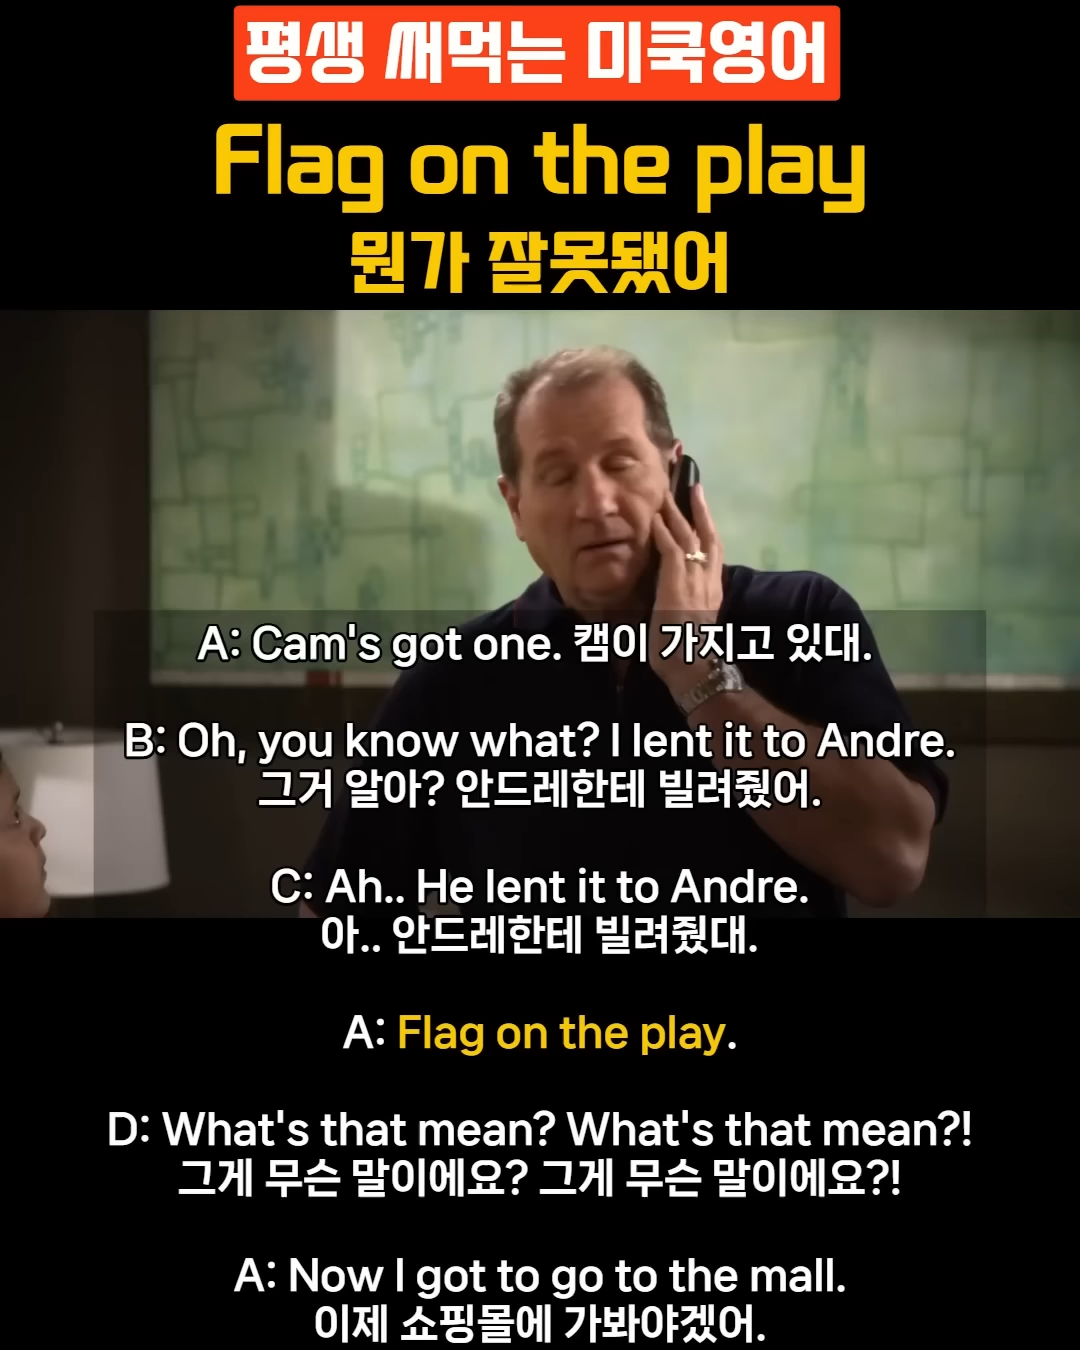 평생 써먹는 미쿡영어
Flag on the play
뭔가 잘못됐어
A: Cam's got one. 캠이 가지고 있대.
B: Oh, you know what? I lent it to Andre.
그거 알아? 안드레한테 빌려줬어.
C: Ah.. He lent it to Andre.
아.. 안드레한테 빌려줬대.
A: Flag on the play.
D: What's that mean? What's that mean?!
그게 무슨 말이에요? 그게 무슨 말이에요?!
A: Now I got to go to the mall.
이제 쇼핑몰에 가봐야겠어.